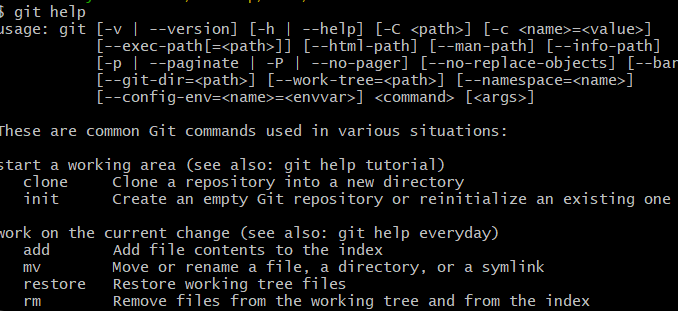 $ git help
usage: git [-v | --version] [-h | --help] [-C <path>] [-c <name>=<value>]
[--exec-path[=<path>]] [--html-path] [--man-path] [--info-path]
[-p | --paginate | -P | --no-pager] [--no-replace-objects] [--bar
[--git-dir=<path>] [--work-tree=<path>] [--namespace=<name>]
[--config-env=<name>=<envvar>] <command> [<args>]
These are common Git commands used in various situations:
start a working area (see also: git help tutorial)
clone Clone a repository into a new directory
init Create an empty Git repository or reinitialize an existing one
work on the current change (see also: git help everyday)
add Add file contents to the index
mv Move or rename a file, a directory, or a symlink
restore Restore working tree files
rm Remove files from the working tree and from the index